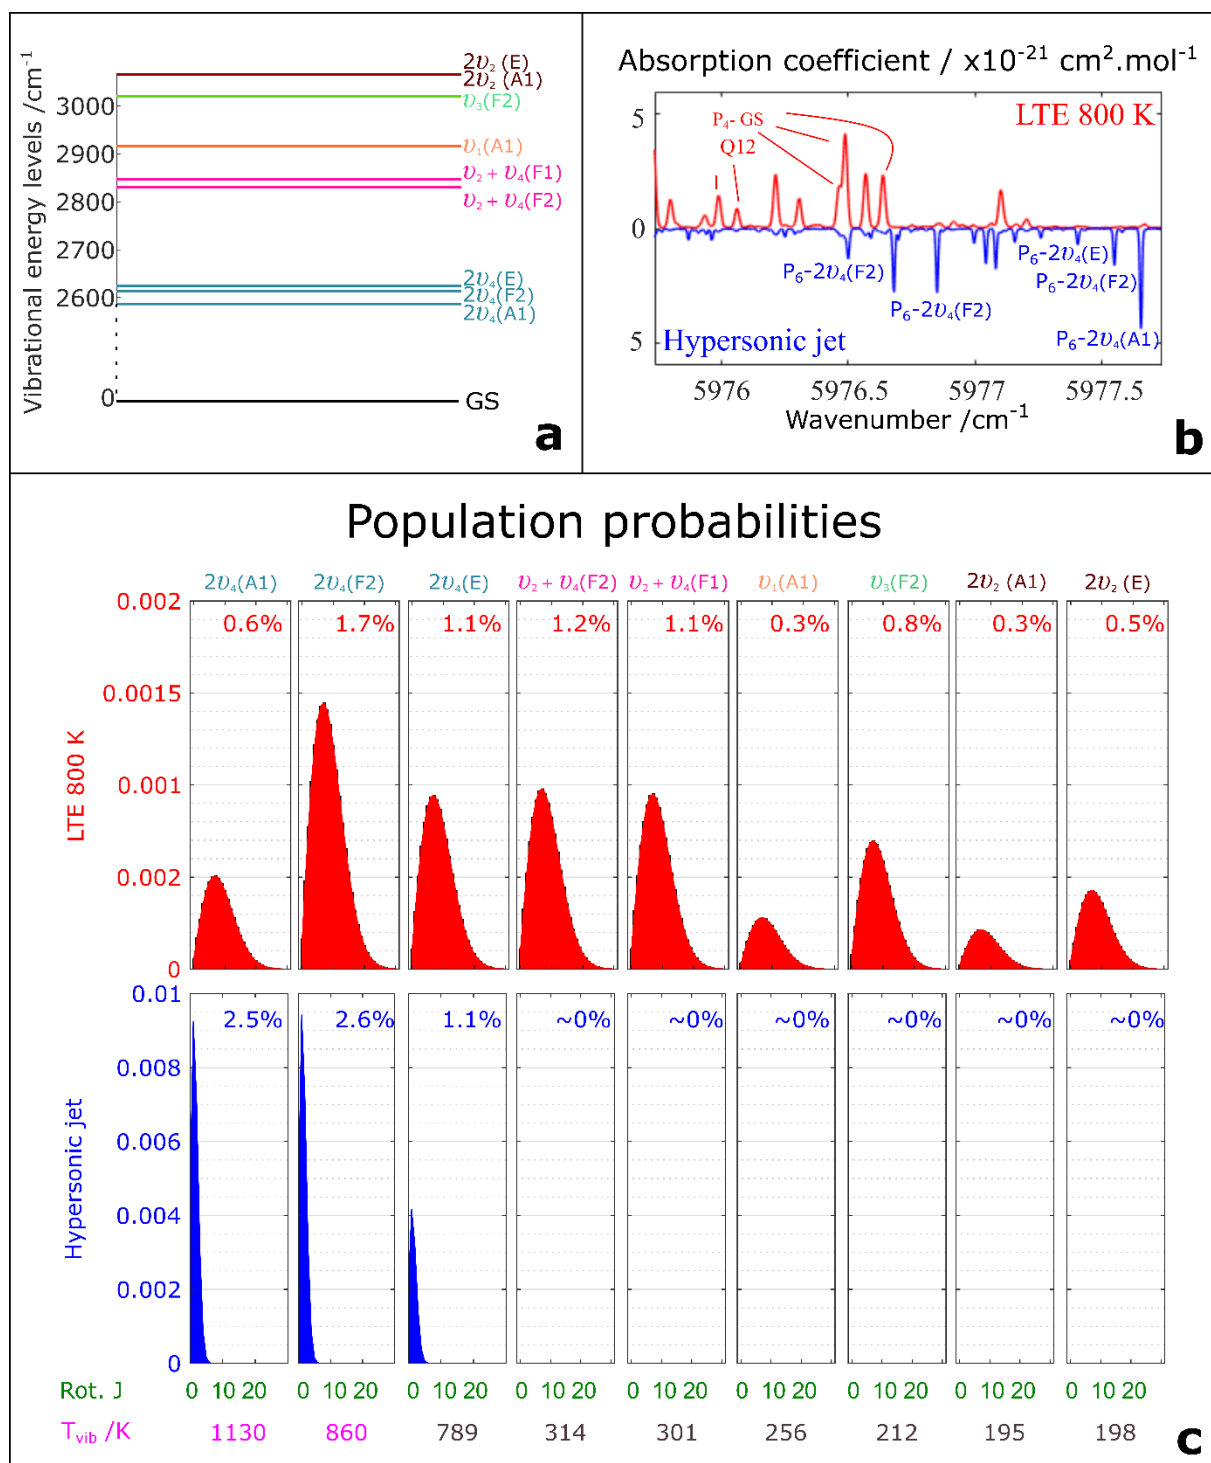 Vibrational energy levels /cm⁻¹
2υ₂ (E)
2υ₂ (A1)
3000
υ₃(F2)
2900
υ₁(A1)
υ₂ + υ₄(F1)
2800
υ₂ + υ₄(F2)
2700
2υ₄(E)
2600
2υ₄(F2)
2υ₄(A1)
0
GS
a
Absorption coefficient / x10⁻²¹ cm².mol⁻¹
5
P₄- GS
LTE 800 K
Q12
0
P₆-2υ₄(E)
P₆-2υ₄(F2)
P₆-2υ₄(F2)
P₆-2υ₄(F2)
Hypersonic jet
P₆-2υ₄(A1)
5
5976 5976.5 5977 5977.5
Wavenumber /cm⁻¹
b
Population probabilities
2υ₄(A1) 2υ₄(F2) 2υ₄(E) υ₂ + υ₄(F2) υ₂ + υ₄(F1) υ₁(A1) υ₃(F2) 2υ₂ (A1) 2υ₂ (E)
0.002
0.6% 1.7% 1.1% 1.2% 1.1% 0.3% 0.8% 0.3% 0.5%
0.0015
LTE 800 K
0.001
0.002
0
0.01
2.5% 2.6% 1.1% ~0% ~0% ~0% ~0% ~0% ~0%
0.008
0.006
Hypersonic jet
0.004
0.002
0
Rot. J 0 10 20 0 10 20 0 10 20 0 10 20 0 10 20 0 10 20 0 10 20 0 10 20 0 10 20
Tvib /K 1130 860 789 314 301 256 212 195 198
c